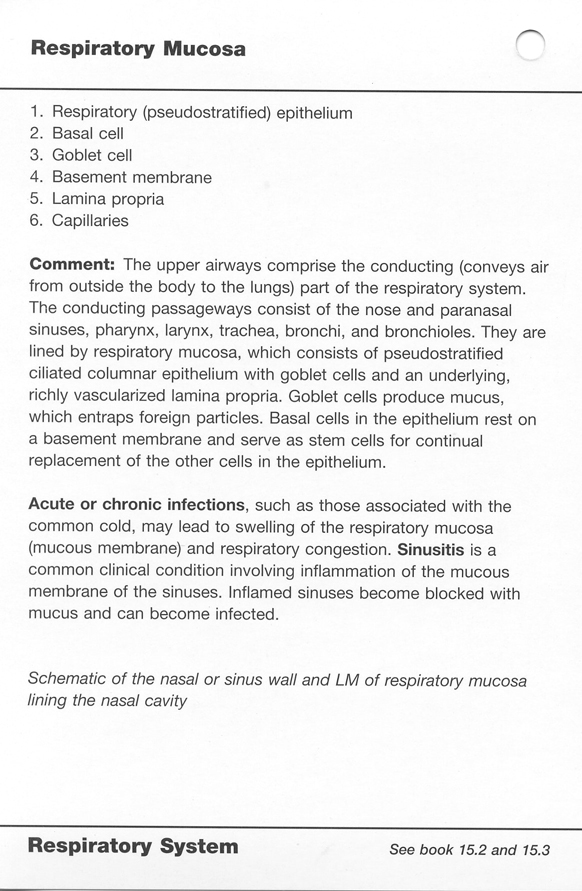 Respiratory Mucosa
1. Respiratory (pseudostratified) epithelium
2. Basal cell
3. Goblet cell
4. Basement membrane
5. Lamina propria
6. Capillaries
Comment: The upper airways comprise the conducting (conveys air
from outside the body to the lungs) part of the respiratory system.
The conducting passageways consist of the nose and paranasal
sinuses, pharynx, larynx, trachea, bronchi, and bronchioles. They are
lined by respiratory mucosa, which consists of pseudostratified
ciliated columnar epithelium with goblet cells and an underlying,
richly vascularized lamina propria. Goblet cells produce mucus,
which entraps foreign particles. Basal cells in the epithelium rest on
a basement membrane and serve as stem cells for continual
replacement of the other cells in the epithelium.
Acute or chronic infections, such as those associated with the
common cold, may lead to swelling of the respiratory mucosa
(mucous membrane) and respiratory congestion. Sinusitis is a
common clinical condition involving inflammation of the mucous
membrane of the sinuses. Inflamed sinuses become blocked with
mucus and can become infected.
Schematic of the nasal or sinus wall and LM of respiratory mucosa
lining the nasal cavity
Respiratory System
See book 15.2 and 15.3